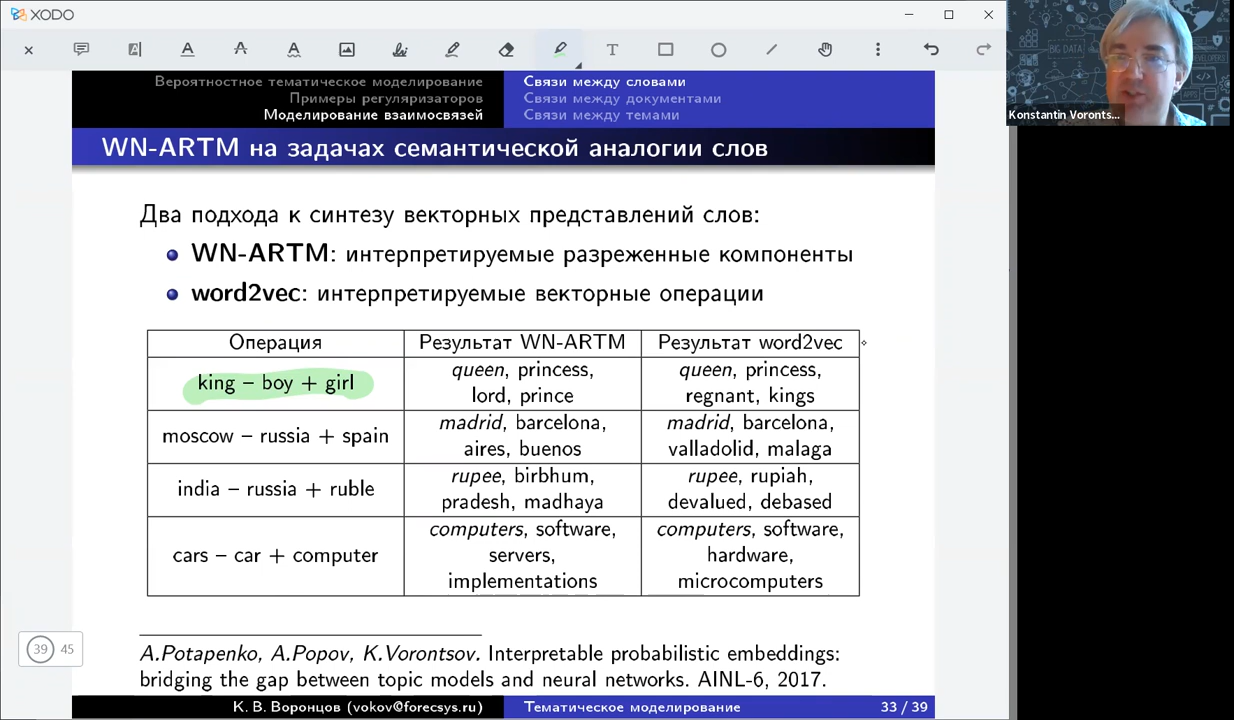 XODO
BIG DATA
Konstantin Voronts...
Вероятностное тематическое моделирование
Примеры регуляризаторов
Моделирование взаимосвязей
Связи между словами
Связи между документами
Связи между темами
WN-ARTM на задачах семантической аналогии слов
Два подхода к синтезу векторных представлений слов:
WN-ARTM: интерпретируемые разреженные компоненты
word2vec: интерпретируемые векторные операции
Операция Результат WN-ARTM Результат word2vec
king – boy + girl
queen, princess,
lord, prince
queen, princess,
regnant, kings
moscow – russia + spain
madrid, barcelona,
aires, buenos
madrid, barcelona,
valladolid, malaga
india – russia + ruble
rupee, birbhum,
pradesh, madhaya
rupee, rupiah,
devalued, debased
cars – car + computer
computers, software,
servers,
implementations
computers, software,
hardware,
microcomputers
39 45
A.Potapenko, A.Popov, K.Vorontsov. Interpretable probabilistic embeddings:
bridging the gap between topic models and neural networks. AINL-6, 2017.
К. В. Воронцов (vokov@forecsys.ru) Тематическое моделирование 33 / 39